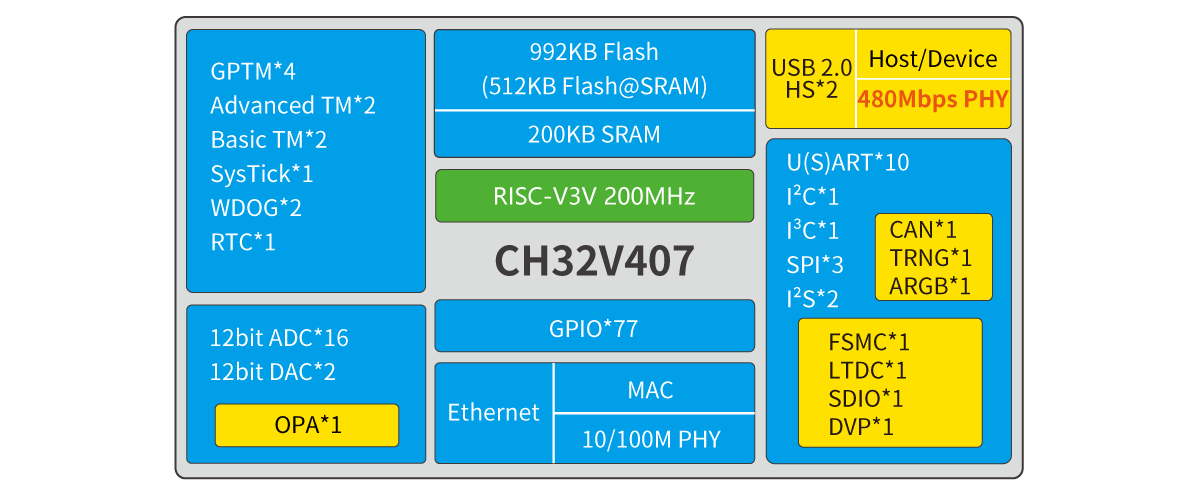 GPTM*4
Advanced TM*2
Basic TM*2
SysTick*1
WDOG*2
RTC*1
12bit ADC*16
12bit DAC*2
OPA*1
992KB Flash
(512KB Flash@SRAM)
200KB SRAM
RISC-V3V 200MHz
CH32V407
GPIO*77
Ethernet
MAC
10/100M PHY
USB 2.0
HS*2
Host/Device
480Mbps PHY
U(S)ART*10
I²C*1
I³C*1
SPI*3
I²S*2
CAN*1
TRNG*1
ARGB*1
FSMC*1
LTDC*1
SDIO*1
DVP*1